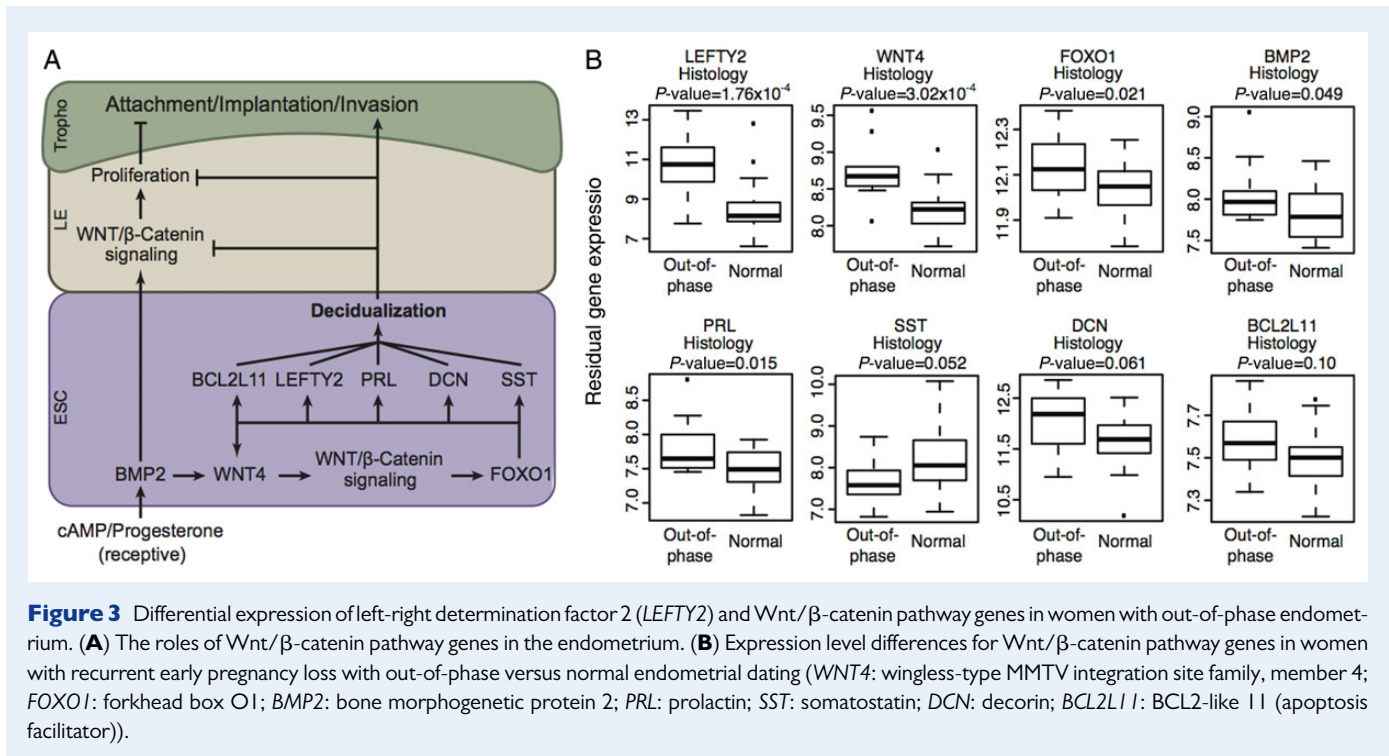 A
Tropho
Attachment/Implantation/Invasion
LE
Proliferation
WNT/β-Catenin
signaling
ESC
Decidualization
BCL2L11 LEFTY2 PRL DCN SST
BMP2 WNT4 WNT/β-Catenin
signaling FOXO1
cAMP/Progesterone
(receptive)
B
Residual gene expressio
LEFTY2
Histology
P-value=1.76x10-4
13
11
9
7
Out-of-
phase Normal
WNT4
Histology
P-value=3.02x10-4
9.5
9.0
8.5
8.0
Out-of-
phase Normal
FOXO1
Histology
P-value=0.021
12.3
12.1
11.9
Out-of-
phase Normal
BMP2
Histology
P-value=0.049
9.0
8.5
8.0
7.5
Out-of-
phase Normal
PRL
Histology
P-value=0.015
8.5
8.0
7.5
7.0
Out-of-
phase Normal
SST
Histology
P-value=0.052
10.0
9.0
8.0
7.0
Out-of-
phase Normal
DCN
Histology
P-value=0.061
12.5
11.5
10.5
Out-of-
phase Normal
BCL2L11
Histology
P-value=0.10
7.7
7.5
7.3
Out-of-
phase Normal
Figure 3 Differential expression of left-right determination factor 2 (LEFTY2) and Wnt/β-catenin pathway genes in women with out-of-phase endomet-
rium. (A) The roles of Wnt/β-catenin pathway genes in the endometrium. (B) Expression level differences for Wnt/β-catenin pathway genes in women
with recurrent early pregnancy loss with out-of-phase versus normal endometrial dating (WNT4: wingless-type MMTV integration site family, member 4;
FOXO1: forkhead box O1; BMP2: bone morphogenetic protein 2; PRL: prolactin; SST: somatostatin; DCN: decorin; BCL2L11: BCL2-like 11 (apoptosis
facilitator)).